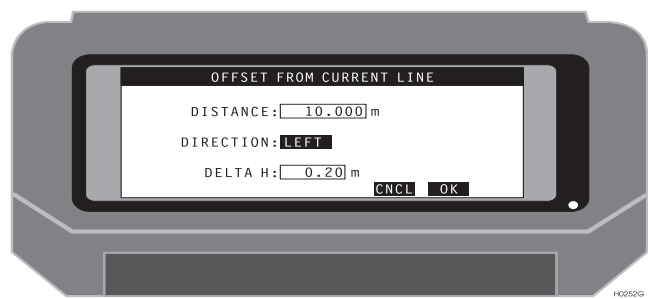 OFFSET FROM CURRENT LINE
DISTANCE: 10.000 m
DIRECTION: LEFT
DELTA H: 0.20 m
CNCL OK
H0252G